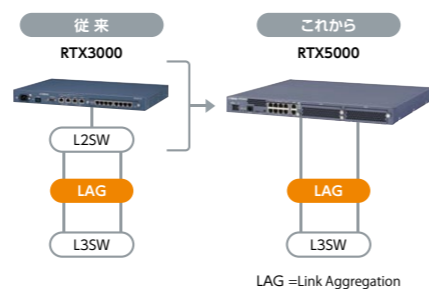 従来
RTX3000
L2SW
LAG
L3SW
これから
RTX5000
LAG
L3SW
LAG =Link Aggregation